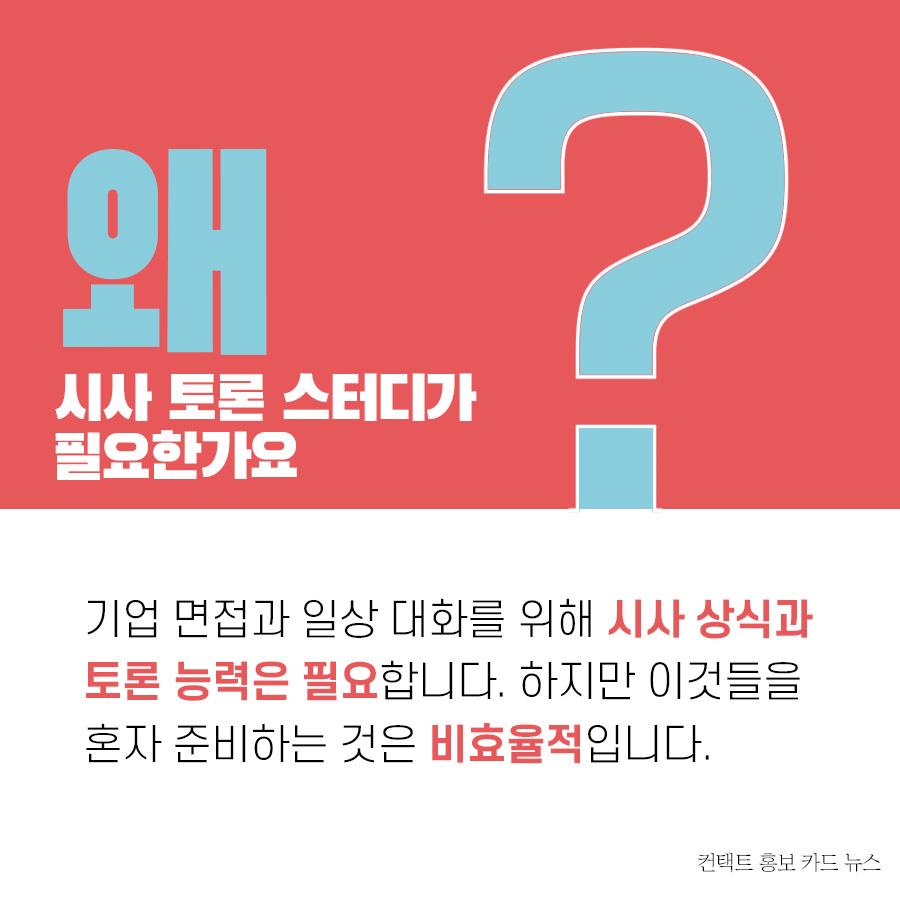 왜
?
시사 토론 스터디가
필요한가요
기업 면접과 일상 대화를 위해 시사 상식과
토론 능력은 필요합니다. 하지만 이것들을
혼자 준비하는 것은 비효율적입니다.
컨택트 홍보 카드 뉴스